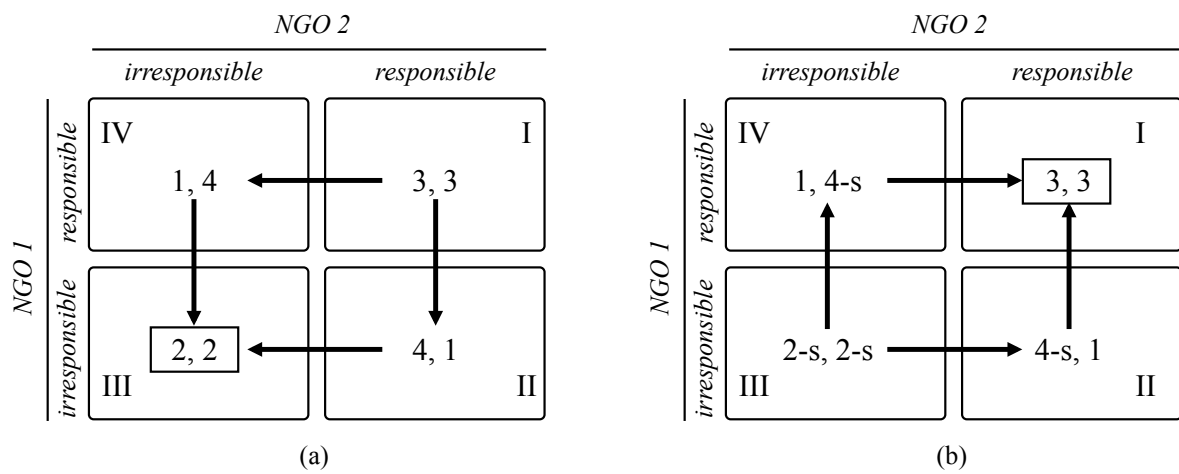 NGO 2
irresponsible responsible
NGO 1
responsible
irresponsible
IV
1, 4
I
3, 3
III
2, 2
II
4, 1
(a)
NGO 2
irresponsible responsible
NGO 1
responsible
irresponsible
IV
1, 4-s
I
3, 3
III
2-s, 2-s
II
4-s, 1
(b)